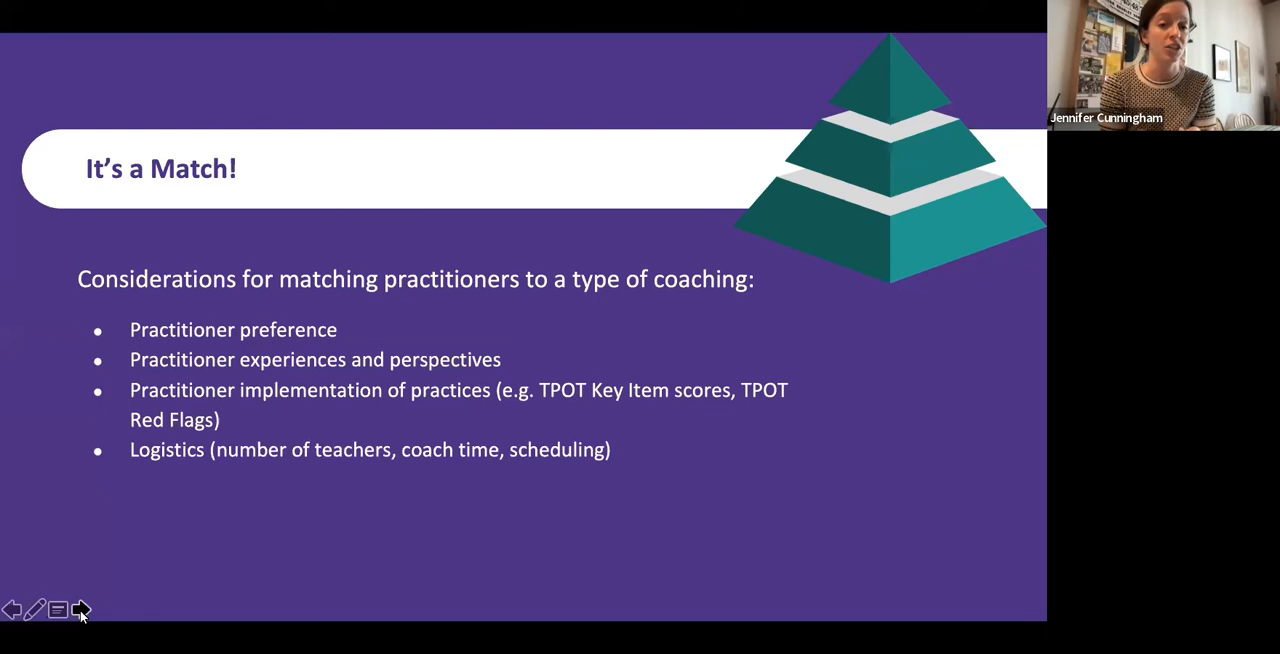 It's a Match!
Considerations for matching practitioners to a type of coaching:
• Practitioner preference
• Practitioner experiences and perspectives
• Practitioner implementation of practices (e.g. TPOT Key Item scores, TPOT
Red Flags)
• Logistics (number of teachers, coach time, scheduling)
Jennifer Cunningham